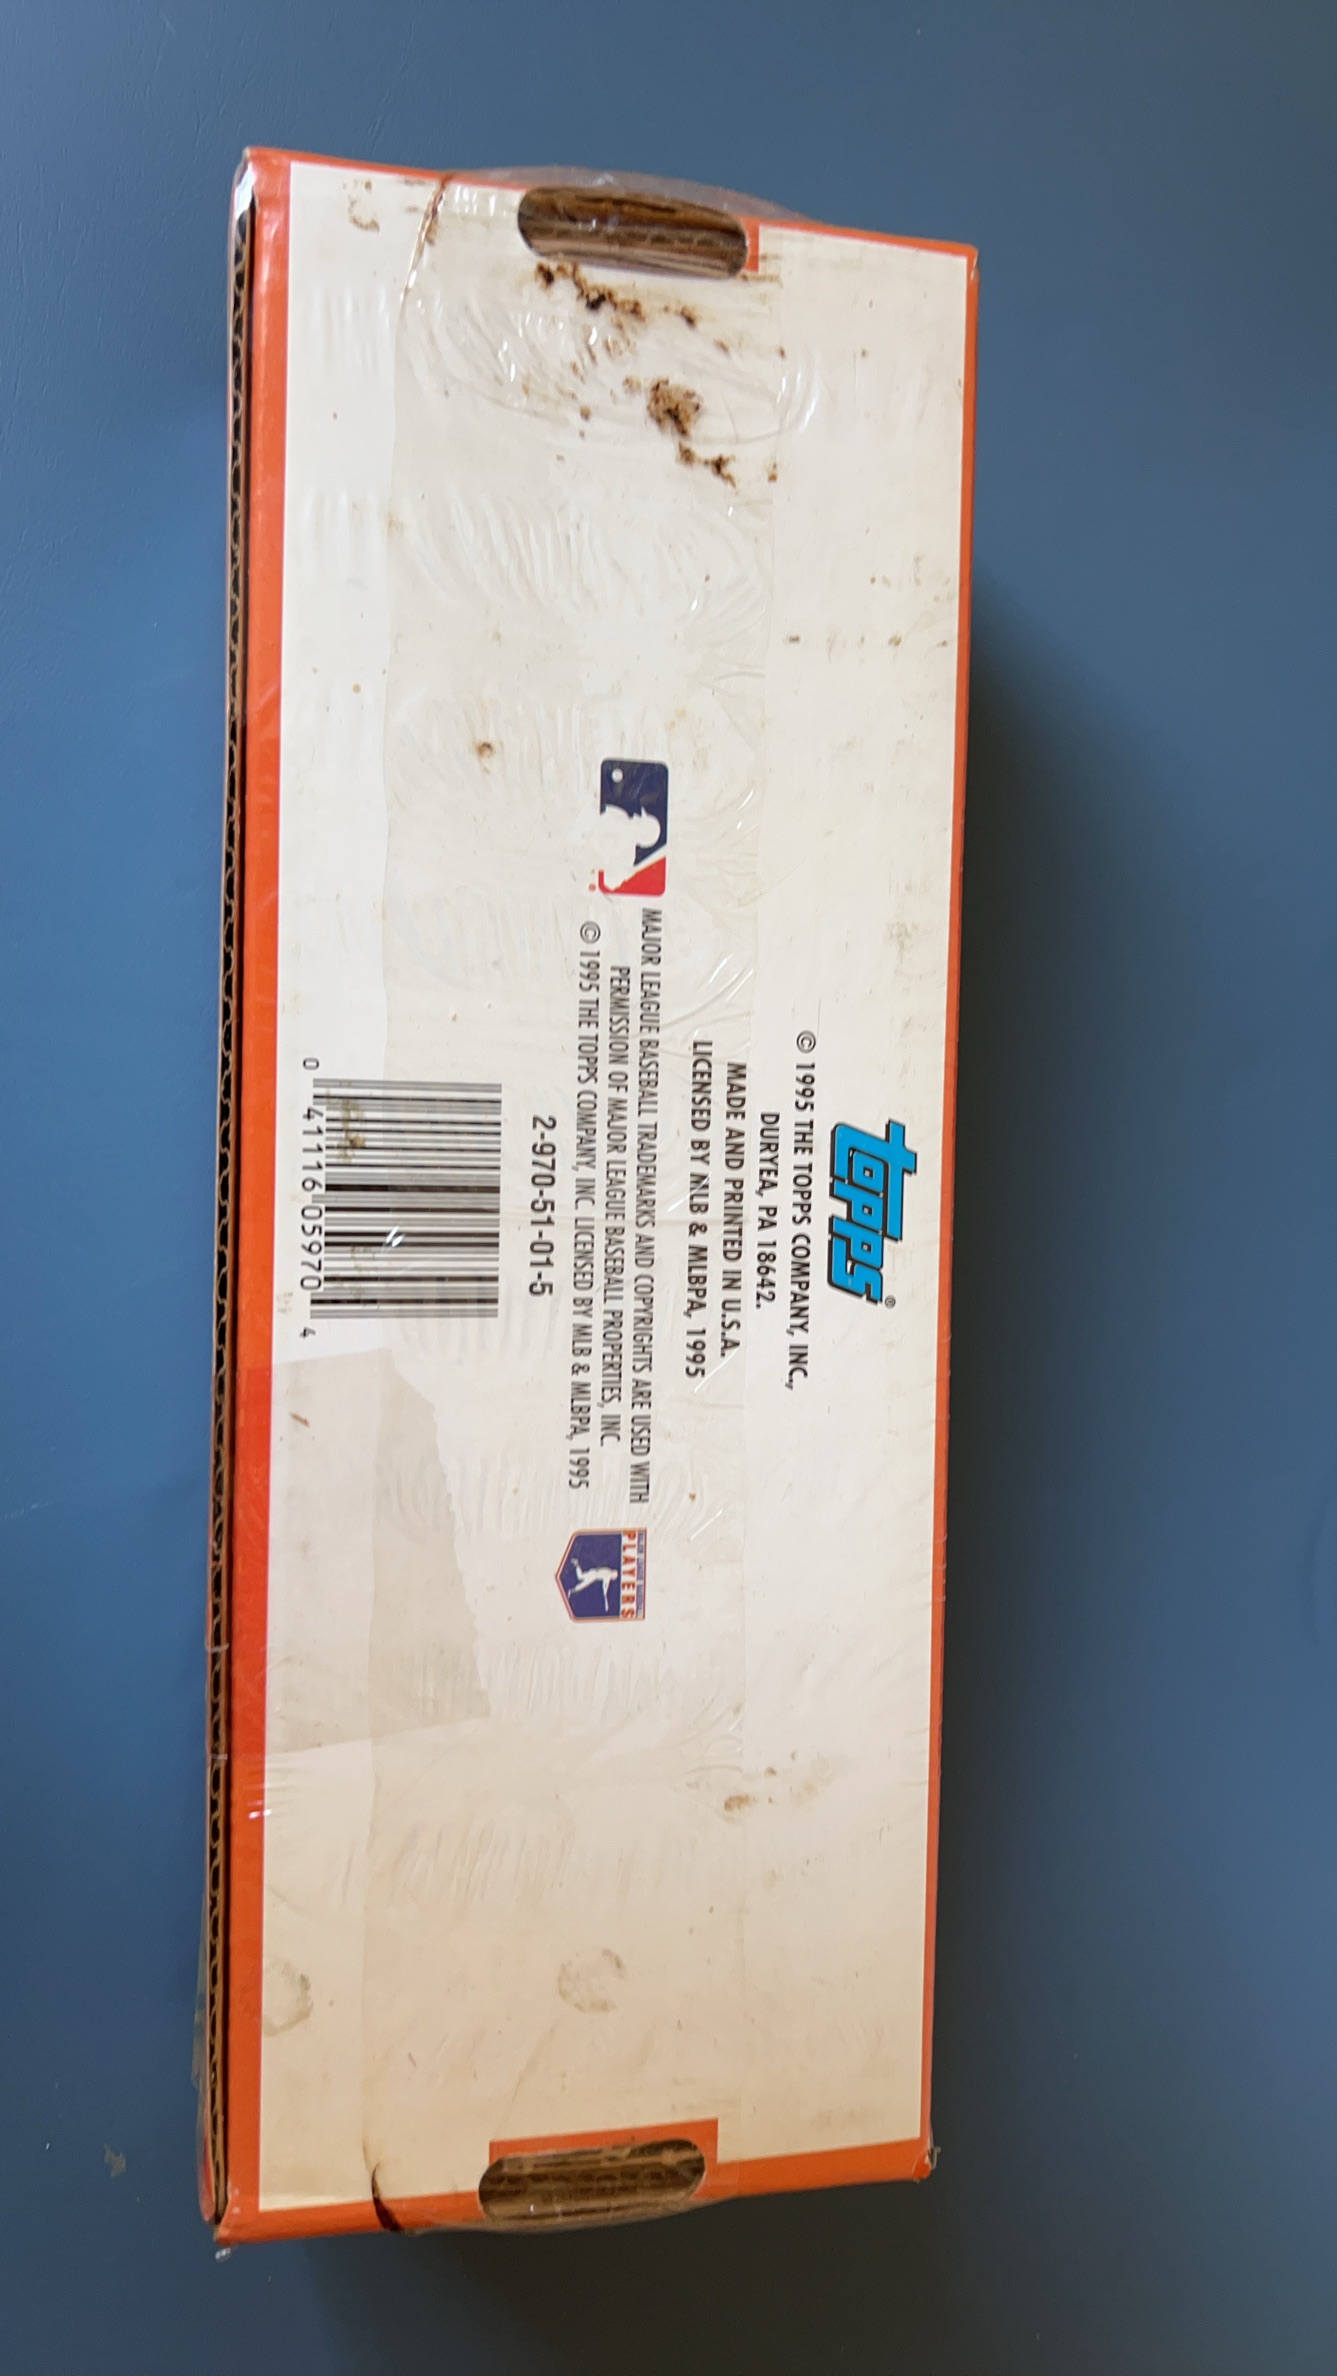 topps®
© 1995 THE TOPPS COMPANY, INC.,
DURYEA, PA 18642.
MADE AND PRINTED IN U.S.A.
LICENSED BY MLB & MLBPA, 1995
MAJOR LEAGUE BASEBALL TRADEMARKS AND COPYRIGHTS ARE USED WITH
PERMISSION OF MAJOR LEAGUE BASEBALL PROPERTIES, INC.
© 1995 THE TOPPS COMPANY, INC. LICENSED BY MLB & MLBPA, 1995
PLAYERS
2-970-51-01-5
0 41116 05970 4